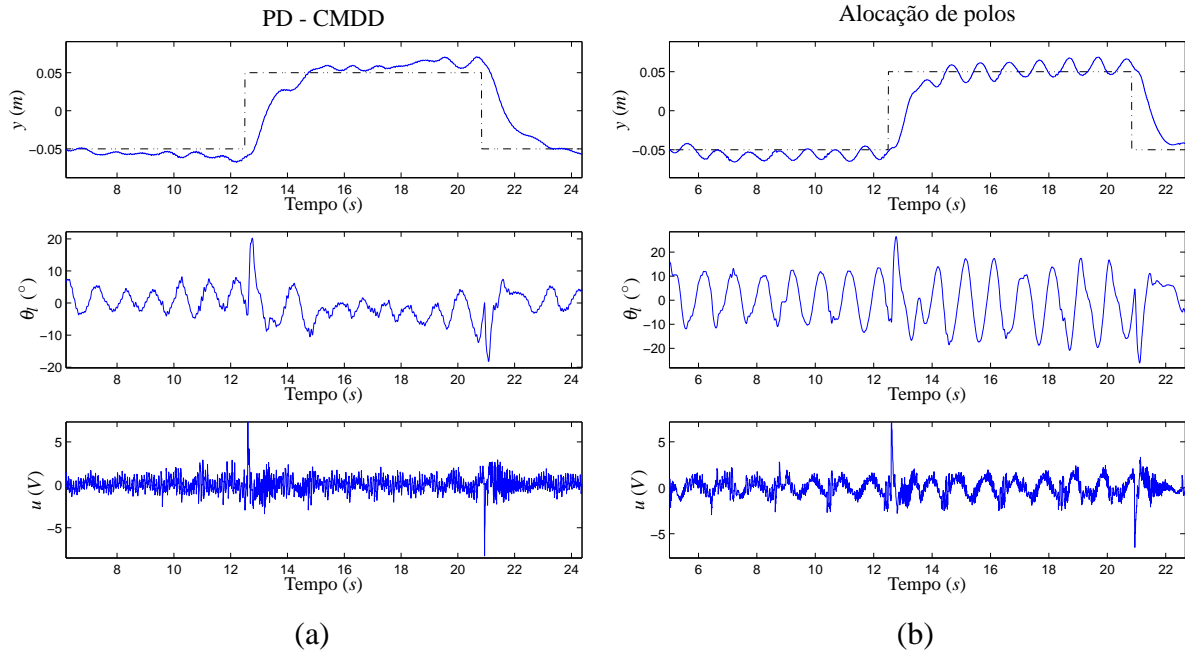 PD - CMDD
0.05
0
−0.05
y (m)
8 10 12 14 16 18 20 22 24
Tempo (s)
20
10
0
−10
−20
θl (°)
8 10 12 14 16 18 20 22 24
Tempo (s)
5
0
−5
u (V)
8 10 12 14 16 18 20 22 24
Tempo (s)
(a)
Alocação de polos
0.05
0
−0.05
y (m)
6 8 10 12 14 16 18 20 22
Tempo (s)
20
10
0
−10
−20
θl (°)
6 8 10 12 14 16 18 20 22
Tempo (s)
5
0
−5
u (V)
6 8 10 12 14 16 18 20 22
Tempo (s)
(b)